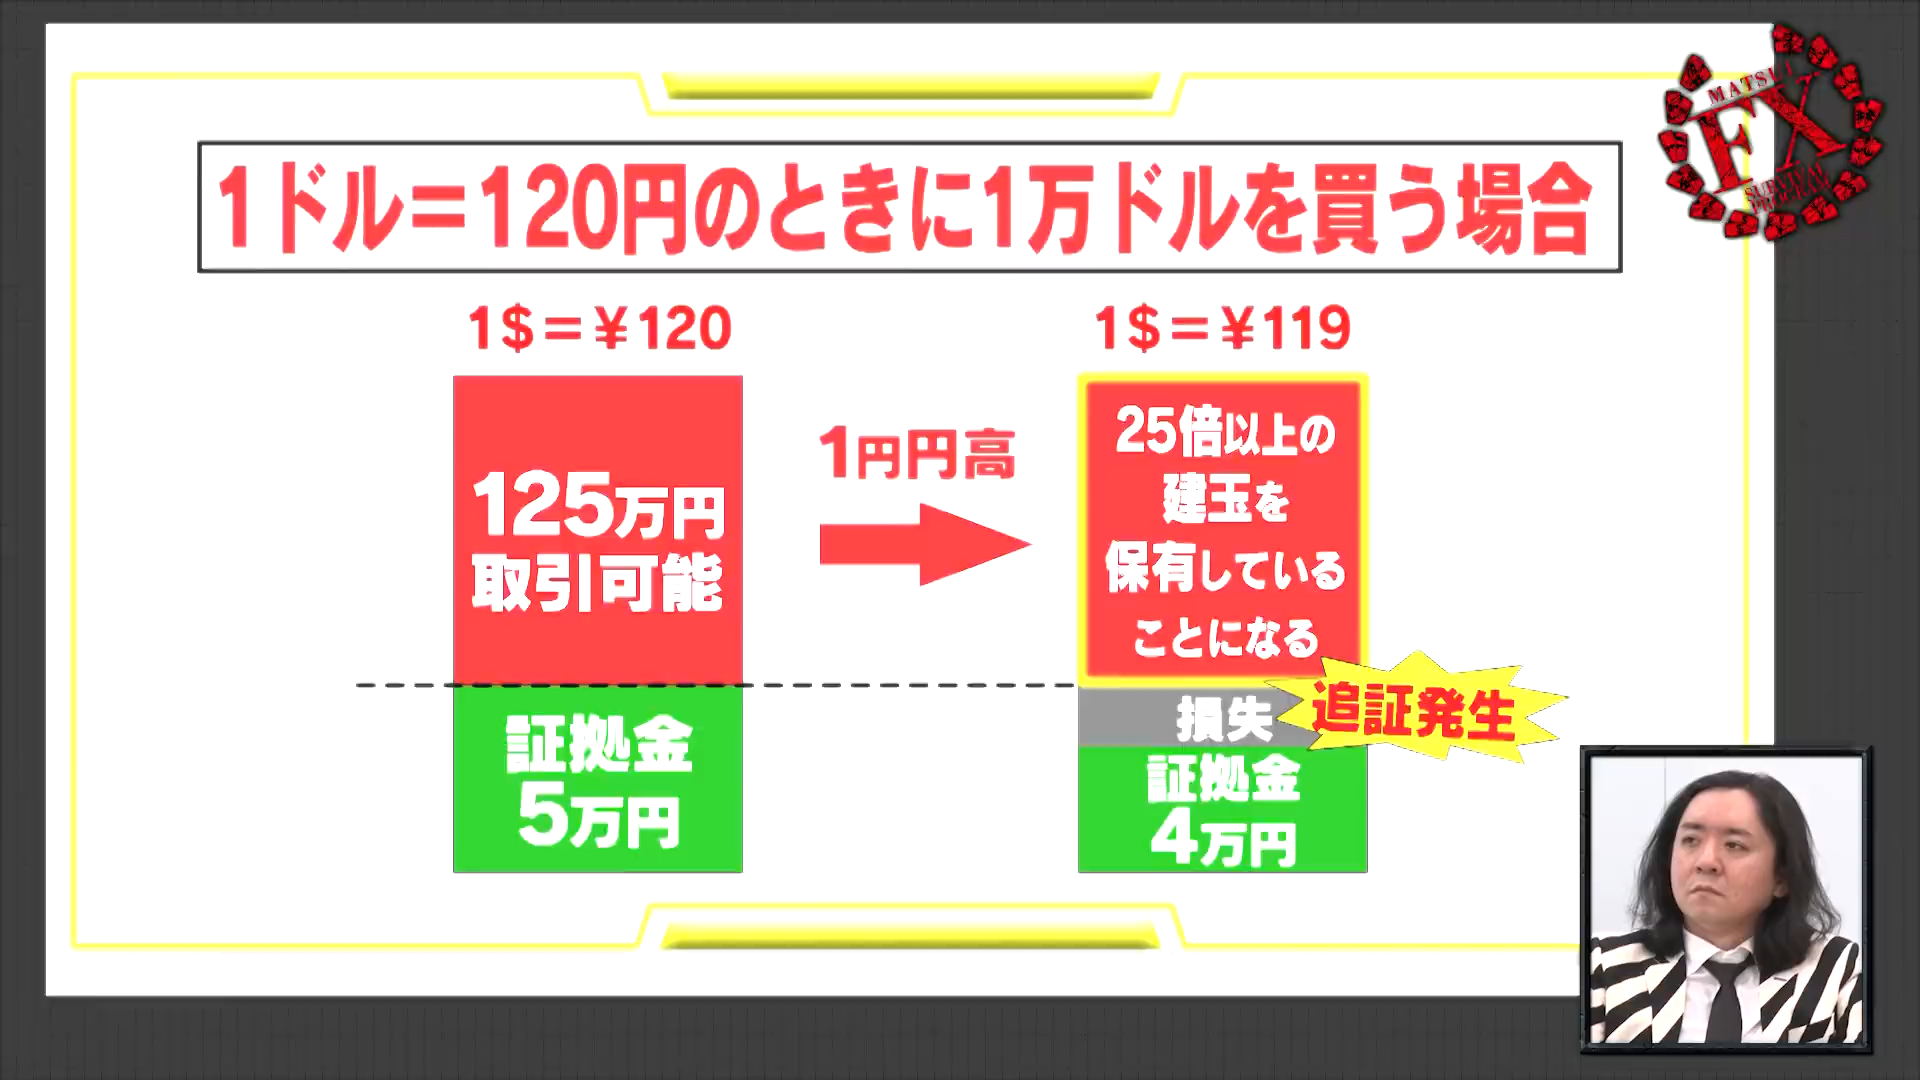 MATSUI
FX
SURVIVAL
PROGRAM
1ドル=120円のときに1万ドルを買う場合
1$=¥120
1$=¥119
125万円
取引可能
1円円高
25倍以上の
建玉を
保有している
ことになる
損失
追証発生
証拠金
5万円
証拠金
4万円